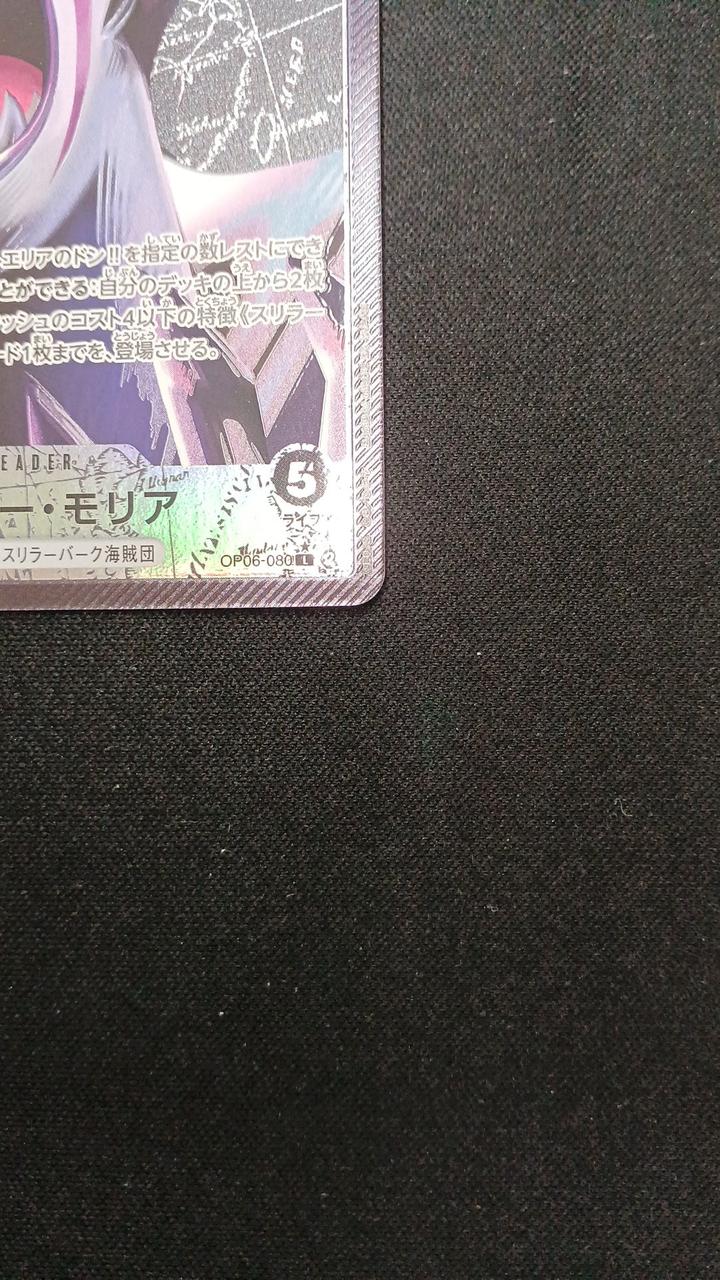 エリアのドン!!を指定の数レストにでき
とができる:自分のデッキの上から2枚
ッシュのコスト4以下の特徴《スリラー
ード1枚までを、登場させる。
EADER
ー・モリア
5
ライフ
スリラーバーク海賊団
OP06-080 L